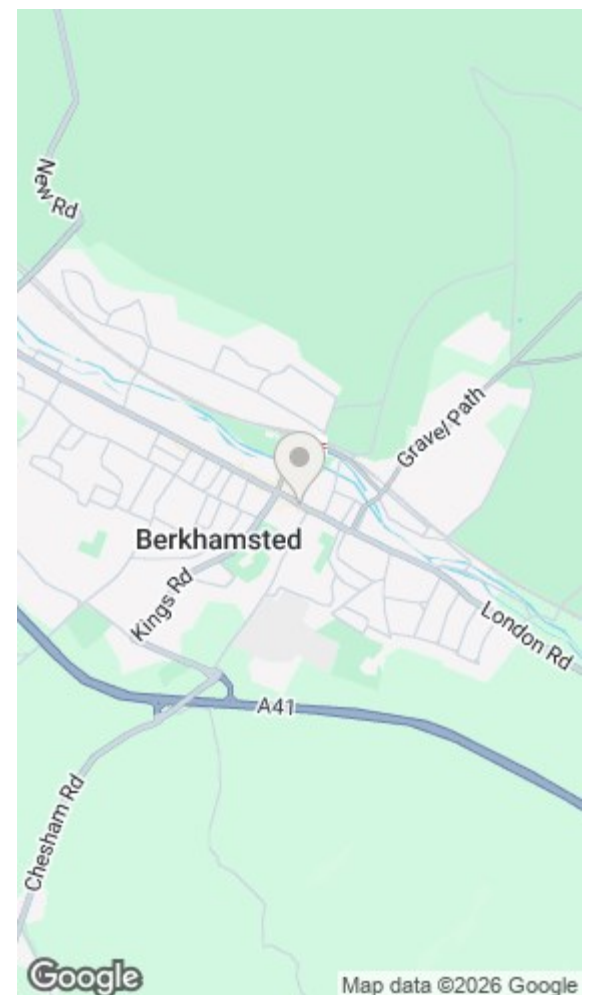 New Rd
Gravel Path
Berkhamsted
Kings Rd
London Rd
A41
Chesham Rd
Google
Map data ©2026 Google